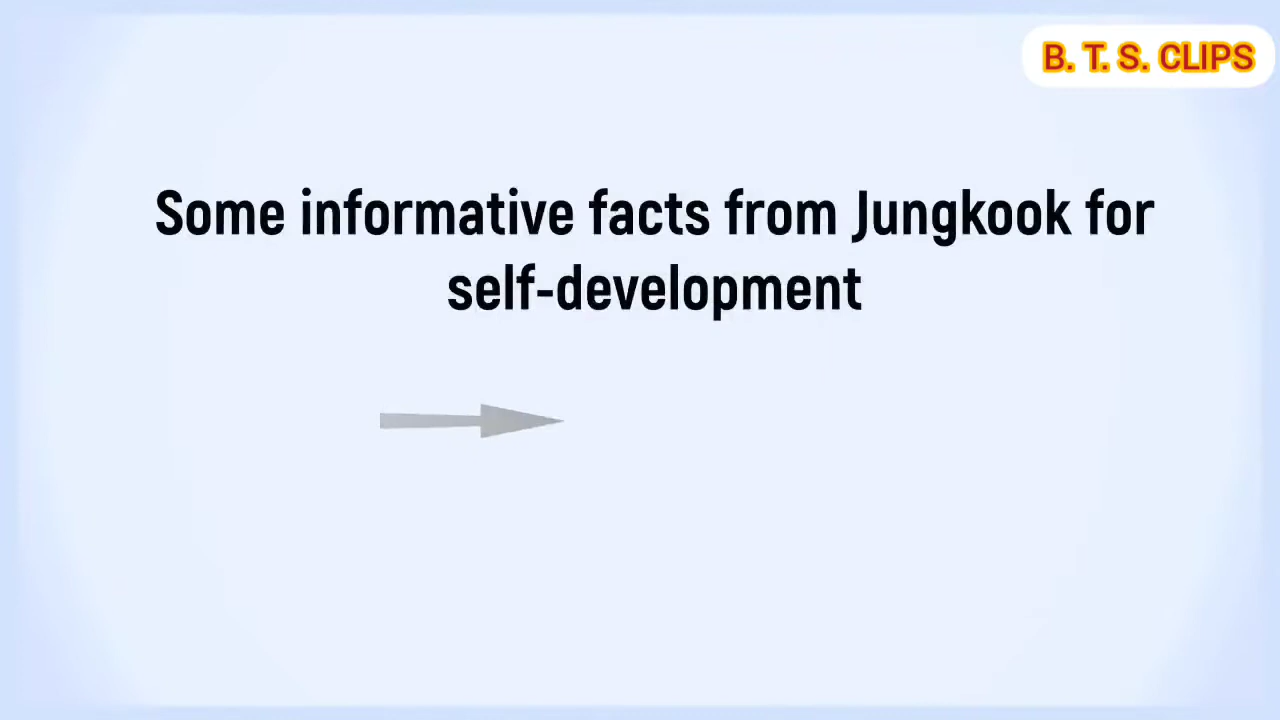 B. T. S. CLIPS
Some informative facts from Jungkook for
self-development